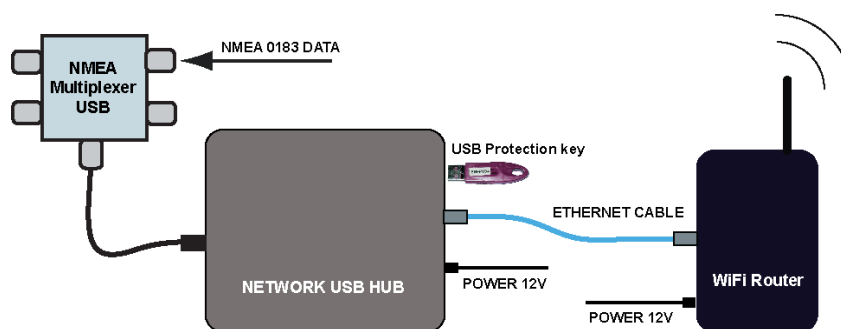 NMEA 0183 DATA
NMEA
Multiplexer
USB
USB Protection key
ETHERNET CABLE
NETWORK USB HUB
POWER 12V
WiFi Router
POWER 12V